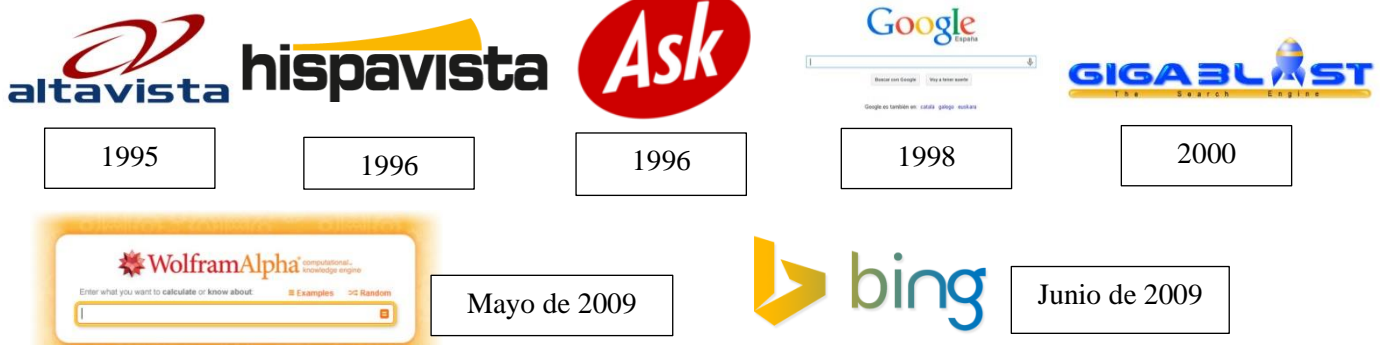 altavista
hispavista
Ask
Google
España
Buscar con Google Voy a tener suerte
Google.es también en: català galego euskara
GIGABLAST
The Search Engine
1995
1996
1996
1998
2000
WolframAlpha computational knowledge engine
Enter what you want to calculate or know about:
Examples Random
Mayo de 2009
bing
Junio de 2009